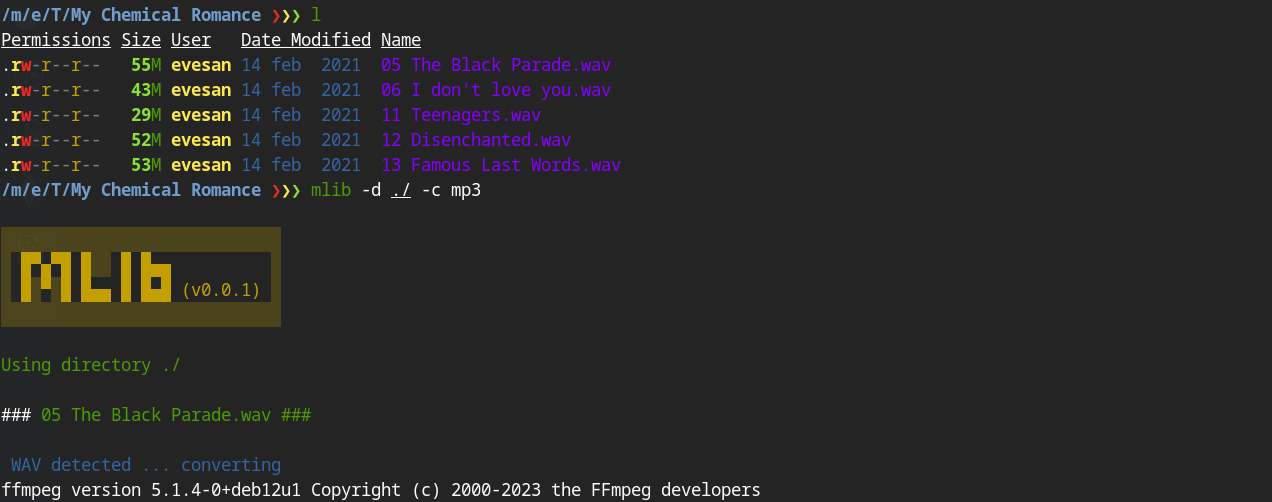 /m/e/T/My Chemical Romance ❯❯❯ l
Permissions Size User   Date Modified Name
.rw-r--r--   55M evesan 14 feb  2021  05 The Black Parade.wav
.rw-r--r--   43M evesan 14 feb  2021  06 I don't love you.wav
.rw-r--r--   29M evesan 14 feb  2021  11 Teenagers.wav
.rw-r--r--   52M evesan 14 feb  2021  12 Disenchanted.wav
.rw-r--r--   53M evesan 14 feb  2021  13 Famous Last Words.wav
/m/e/T/My Chemical Romance ❯❯❯ mlib -d ./ -c mp3
MLIb (v0.0.1)
Using directory ./
### 05 The Black Parade.wav ###
WAV detected ... converting
ffmpeg version 5.1.4-0+deb12u1 Copyright (c) 2000-2023 the FFmpeg developers